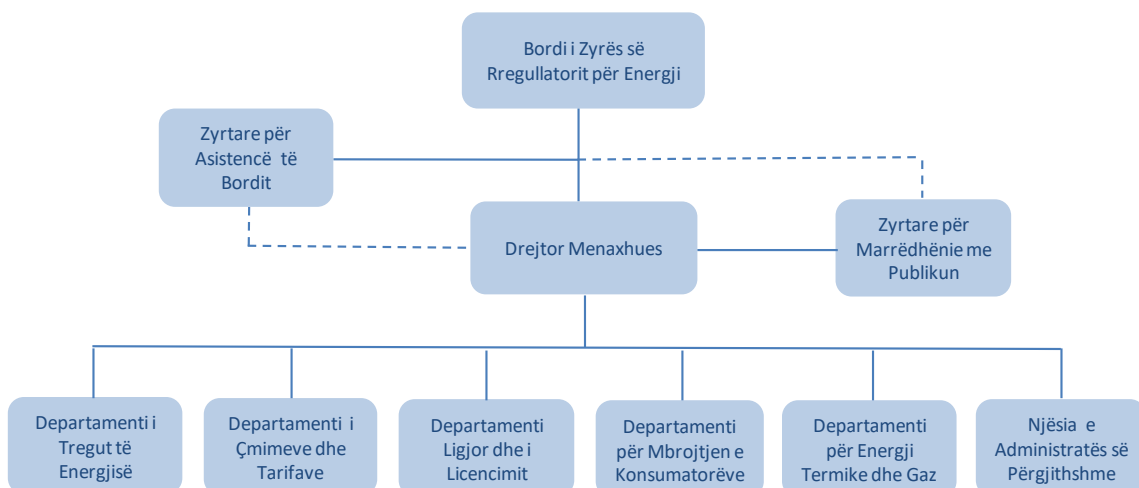 Bordi i Zyrës së
Rregullatorit për Energji
Zyrtare për
Asistencë të
Bordit
Drejtor Menaxhues
Zyrtare për
Marrëdhënie me
Publikun
Departamenti i
Tregut të
Energjisë
Departamenti i
Çmimeve dhe
Tarifave
Departamenti
Ligjor dhe i
Licencimit
Departamenti
për Mbrojtjen e
Konsumatorëve
Departamenti
për Energji
Termike dhe Gaz
Njësia e
Administratës së
Përgjithshme